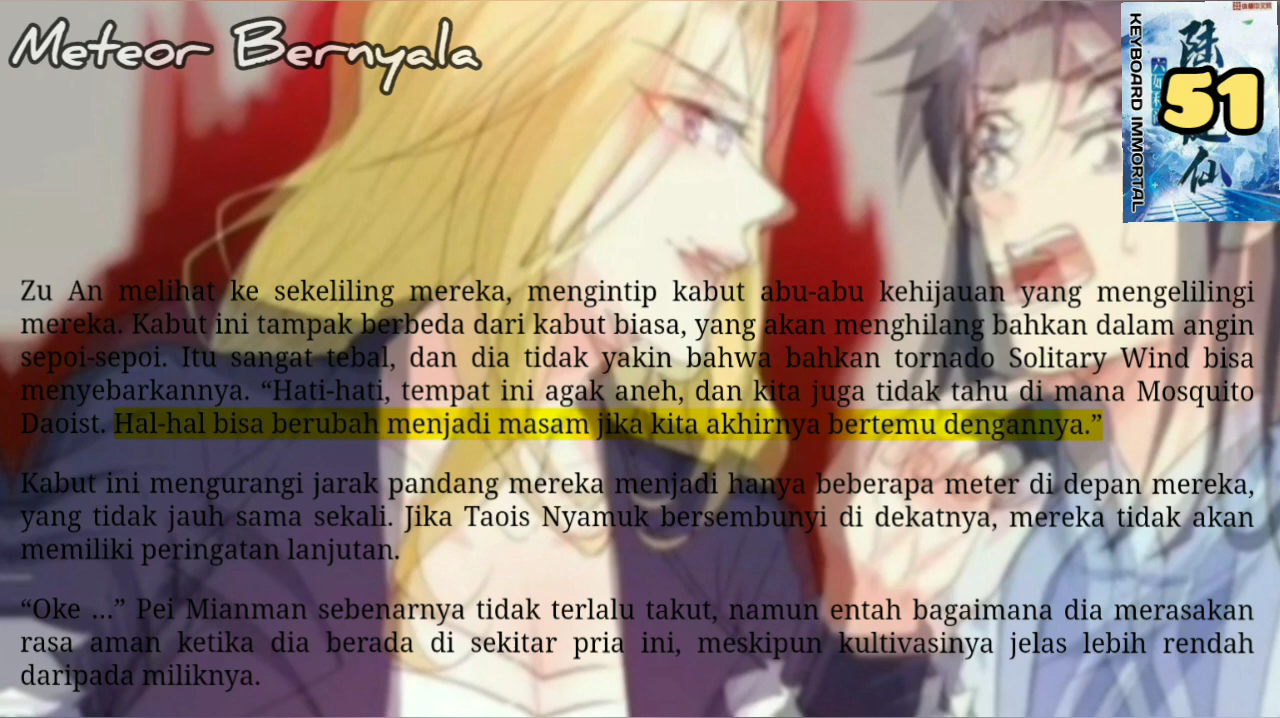 Meteor Bernyala
KEYBOARD IMMORTAL
51
Zu An melihat ke sekeliling mereka, mengintip kabut abu-abu kehijauan yang mengelilingi
mereka. Kabut ini tampak berbeda dari kabut biasa, yang akan menghilang bahkan dalam angin
sepoi-sepoi. Itu sangat tebal, dan dia tidak yakin bahwa bahkan tornado Solitary Wind bisa
menyebarkannya. “Hati-hati, tempat ini agak aneh, dan kita juga tidak tahu di mana Mosquito
Daoist. Hal-hal bisa berubah menjadi masam jika kita akhirnya bertemu dengannya.”
Kabut ini mengurangi jarak pandang mereka menjadi hanya beberapa meter di depan mereka,
yang tidak jauh sama sekali. Jika Taois Nyamuk bersembunyi di dekatnya, mereka tidak akan
memiliki peringatan lanjutan.
“Oke …” Pei Mianman sebenarnya tidak terlalu takut, namun entah bagaimana dia merasakan
rasa aman ketika dia berada di sekitar pria ini, meskipun kultivasinya jelas lebih rendah
daripada miliknya.